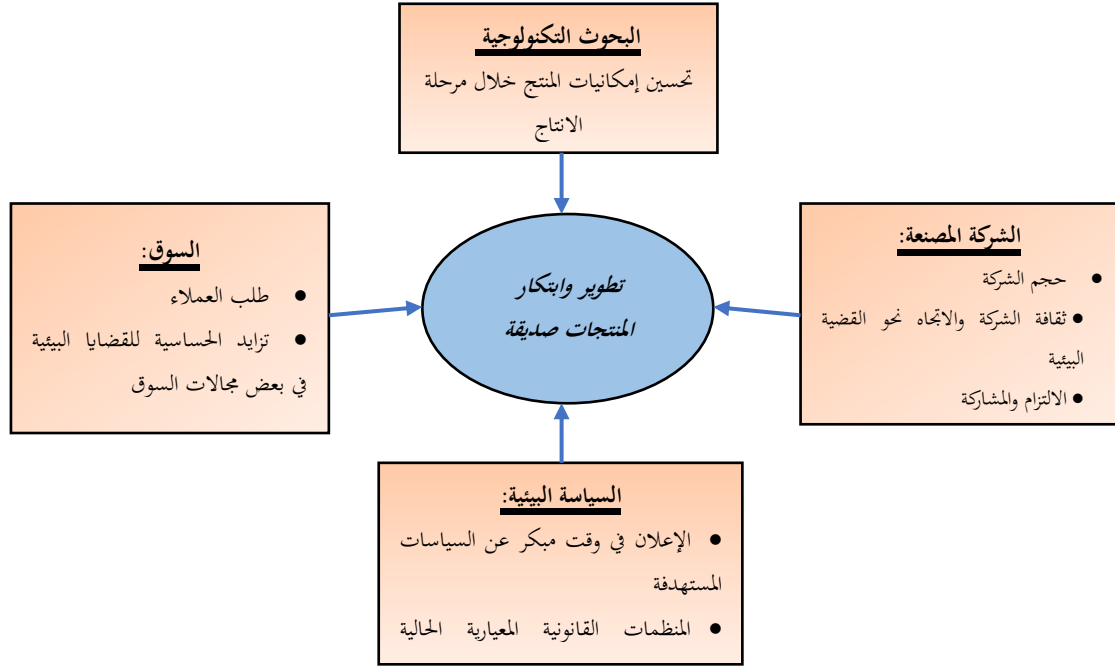 البحوث التكنولوجية
تحسين إمكانيات المنتج خلال مرحلة
الانتاج
الشركة المصنعة:
● حجم الشركة
● ثقافة الشركة والاتجاه نحو القضية
البيئية
● الالتزام والمشاركة
تطوير وابتكار
المنتجات صديقة
السوق:
● طلب العملاء
● تزايد الحساسية للقضايا البيئية
في بعض مجالات السوق
السياسة البيئية:
● الإعلان في وقت مبكر عن السياسات
المستهدفة
● المنظمات القانونية المعيارية الحالية